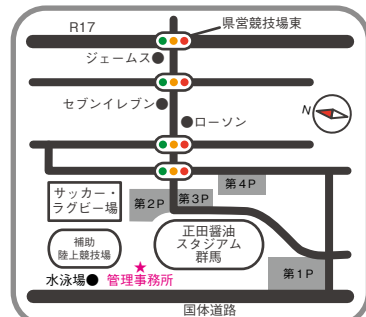 県営競技場東
R17
ジェームス
セブンイレブン
ローソン
N
第4P
第3P
第2P
サッカー・
ラグビー場
正田醤油
スタジアム
群馬
補助
陸上競技場
第1P
水泳場
管理事務所
国体道路